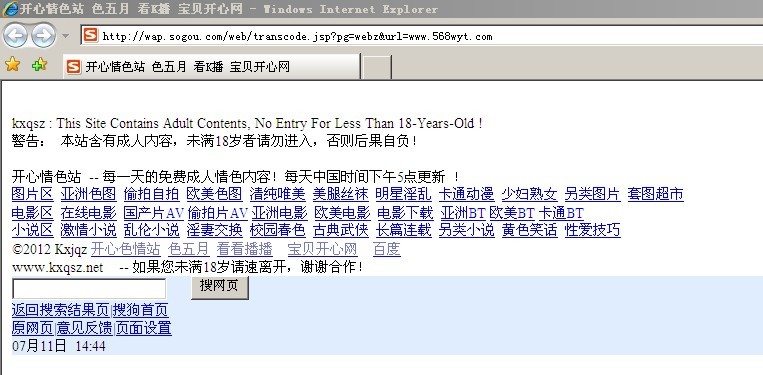 开心情色站 色五月 看K播 宝贝开心网 - Windows Internet Explorer
http://wap.sogou.com/web/transcode.jsp?pg=webz&url=www.568wyt.com
开心情色站 色五月 看K播 宝贝开心网
kxqsz : This Site Contains Adult Contents, No Entry For Less Than 18-Years-Old !
警告： 本站含有成人内容，未满18岁者请勿进入，否则后果自负！
开心情色站 -- 每一天的免费成人情色内容！每天中国时间下午5点更新 ！
图片区 亚洲色图 偷拍自拍 欧美色图 清纯唯美 美腿丝袜 明星淫乱 卡通动漫 少妇熟女 另类图片 套图超市
电影区 在线电影 国产片AV 偷拍片AV 亚洲电影 欧美电影 电影下载 亚洲BT 欧美BT 卡通BT
小说区 激情小说 乱伦小说 淫妻交换 校园春色 古典武侠 长篇连载 另类小说 黄色笑话 性爱技巧
©2012 Kxjqz 开心色情站 色五月 看看播播 宝贝开心网 百度
www.kxqsz.net -- 如果您未满18岁请速离开，谢谢合作！
搜网页
返回搜索结果页|搜狗首页
原网页|意见反馈|页面设置
07月11日 14:44